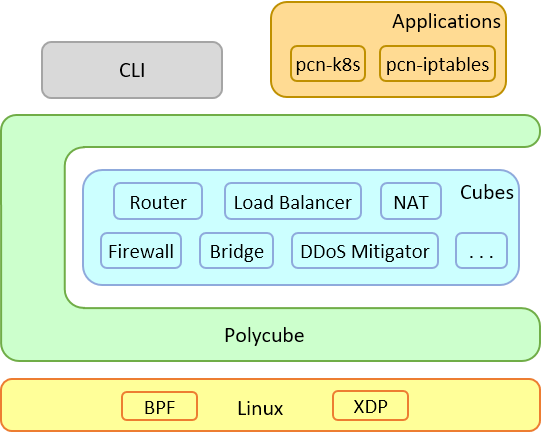 Applications
CLI
pcn-k8s pcn-iptables
Cubes
Router Load Balancer NAT
Firewall Bridge DDoS Mitigator . . .
Polycube
BPF Linux XDP